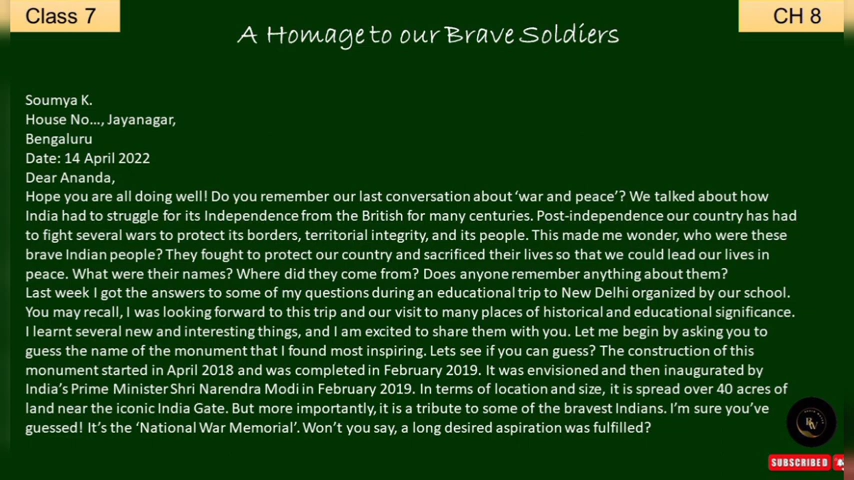 Class 7
CH 8
A Homage to our Brave Soldiers
Soumya K.
House No..., Jayanagar,
Bengaluru
Date: 14 April 2022
Dear Ananda,
Hope you are all doing well! Do you remember our last conversation about ‘war and peace’? We talked about how
India had to struggle for its Independence from the British for many centuries. Post-independence our country has had
to fight several wars to protect its borders, territorial integrity, and its people. This made me wonder, who were these
brave Indian people? They fought to protect our country and sacrificed their lives so that we could lead our lives in
peace. What were their names? Where did they come from? Does anyone remember anything about them?
Last week I got the answers to some of my questions during an educational trip to New Delhi organized by our school.
You may recall, I was looking forward to this trip and our visit to many places of historical and educational significance.
I learnt several new and interesting things, and I am excited to share them with you. Let me begin by asking you to
guess the name of the monument that I found most inspiring. Lets see if you can guess? The construction of this
monument started in April 2018 and was completed in February 2019. It was envisioned and then inaugurated by
India’s Prime Minister Shri Narendra Modi in February 2019. In terms of location and size, it is spread over 40 acres of
land near the iconic India Gate. But more importantly, it is a tribute to some of the bravest Indians. I’m sure you’ve
guessed! It’s the ‘National War Memorial’. Won’t you say, a long desired aspiration was fulfilled?
SUBSCRIBED